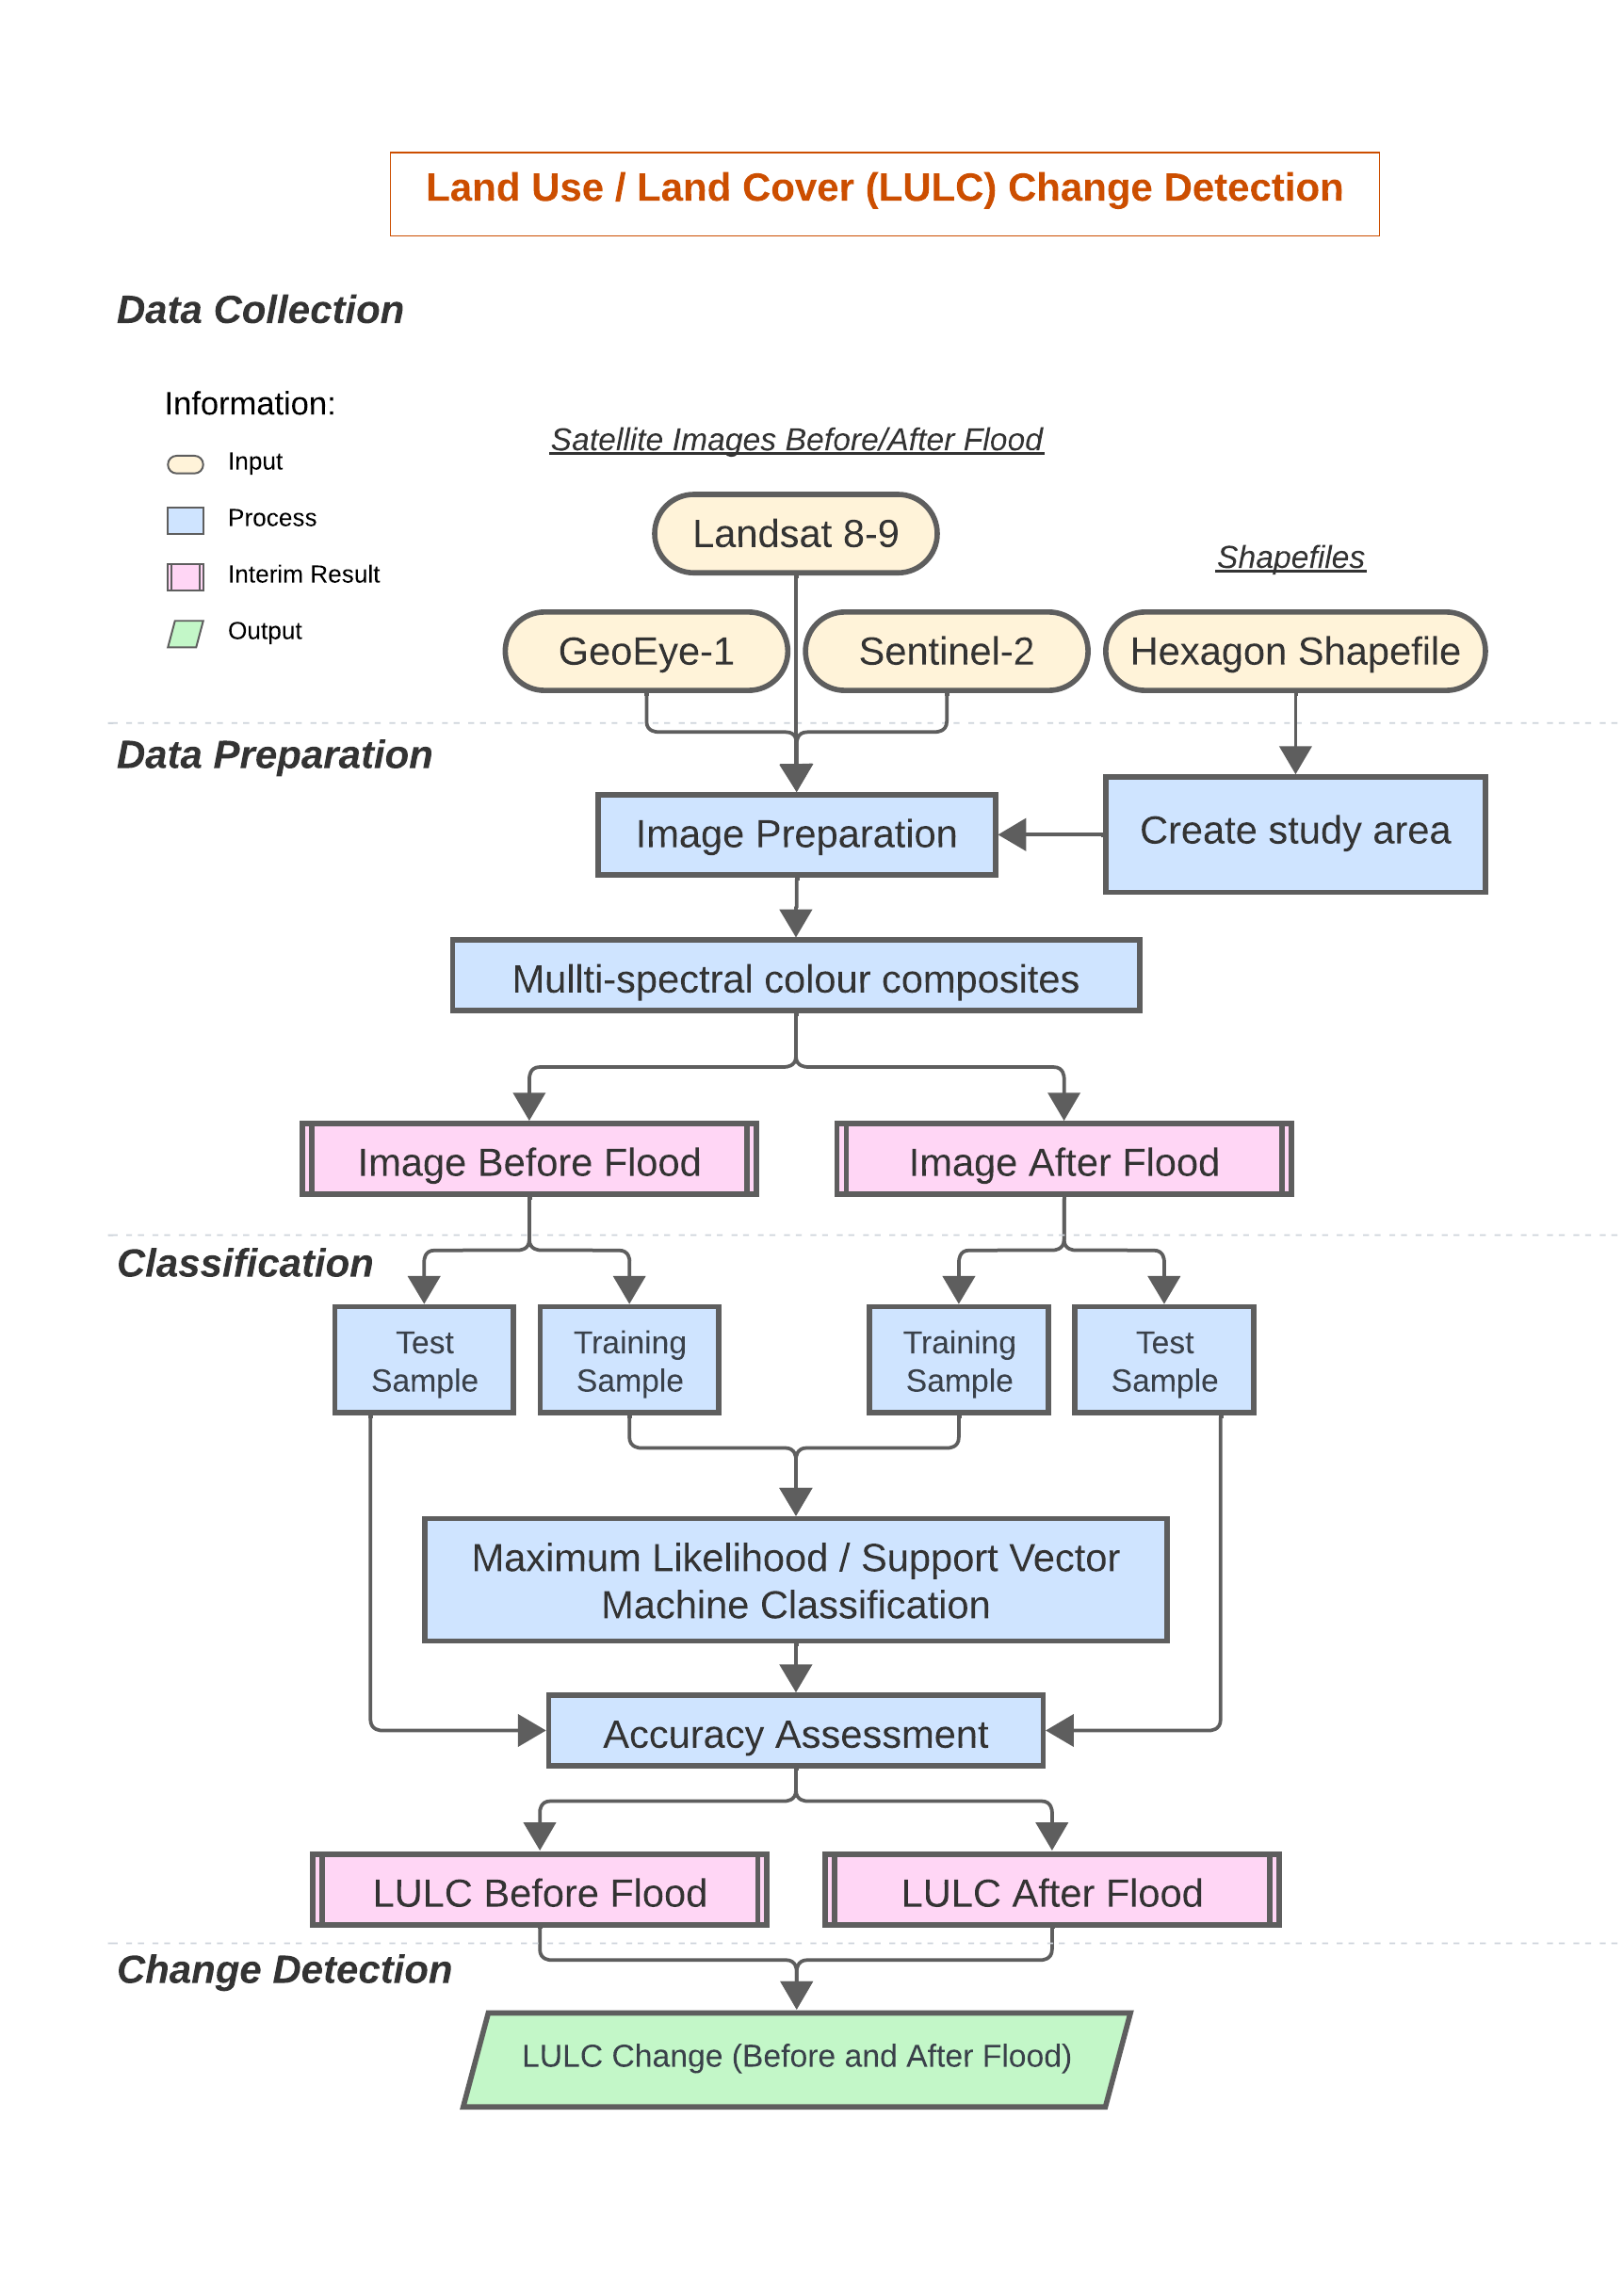 Land Use / Land Cover (LULC) Change Detection
Data Collection
Information:
Input
Process
Interim Result
Output
Satellite Images Before/After Flood
Landsat 8-9
Shapefiles
GeoEye-1
Sentinel-2
Hexagon Shapefile
Data Preparation
Image Preparation
Create study area
Mullti-spectral colour composites
Image Before Flood
Image After Flood
Classification
Test
Sample
Training
Sample
Training
Sample
Test
Sample
Maximum Likelihood / Support Vector
Machine Classification
Accuracy Assessment
LULC Before Flood
LULC After Flood
Change Detection
LULC Change (Before and After Flood)